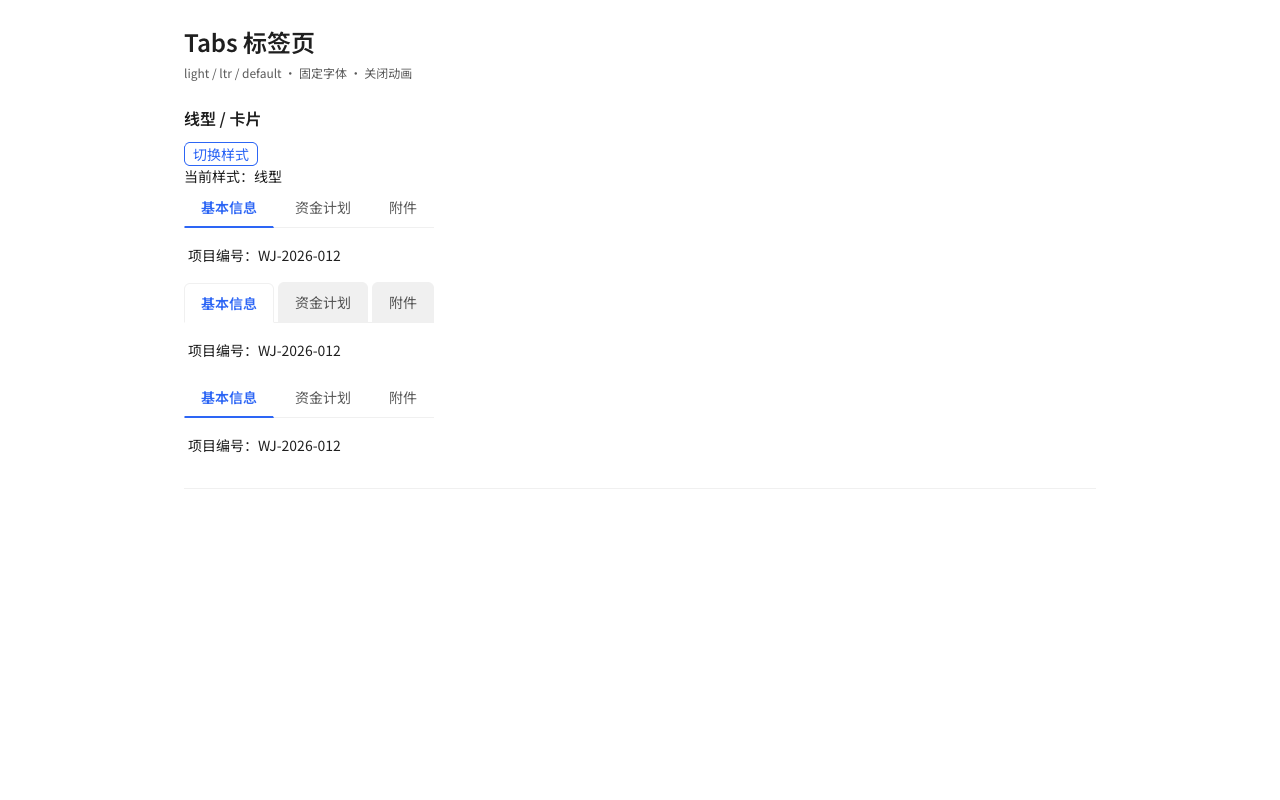 Tabs 标签页
light / ltr / default ・ 固定字体 ・ 关闭动画
线型 / 卡片
切换样式
当前样式：线型
基本信息 资金计划 附件
项目编号：WJ-2026-012
基本信息 资金计划 附件
项目编号：WJ-2026-012
基本信息 资金计划 附件
项目编号：WJ-2026-012